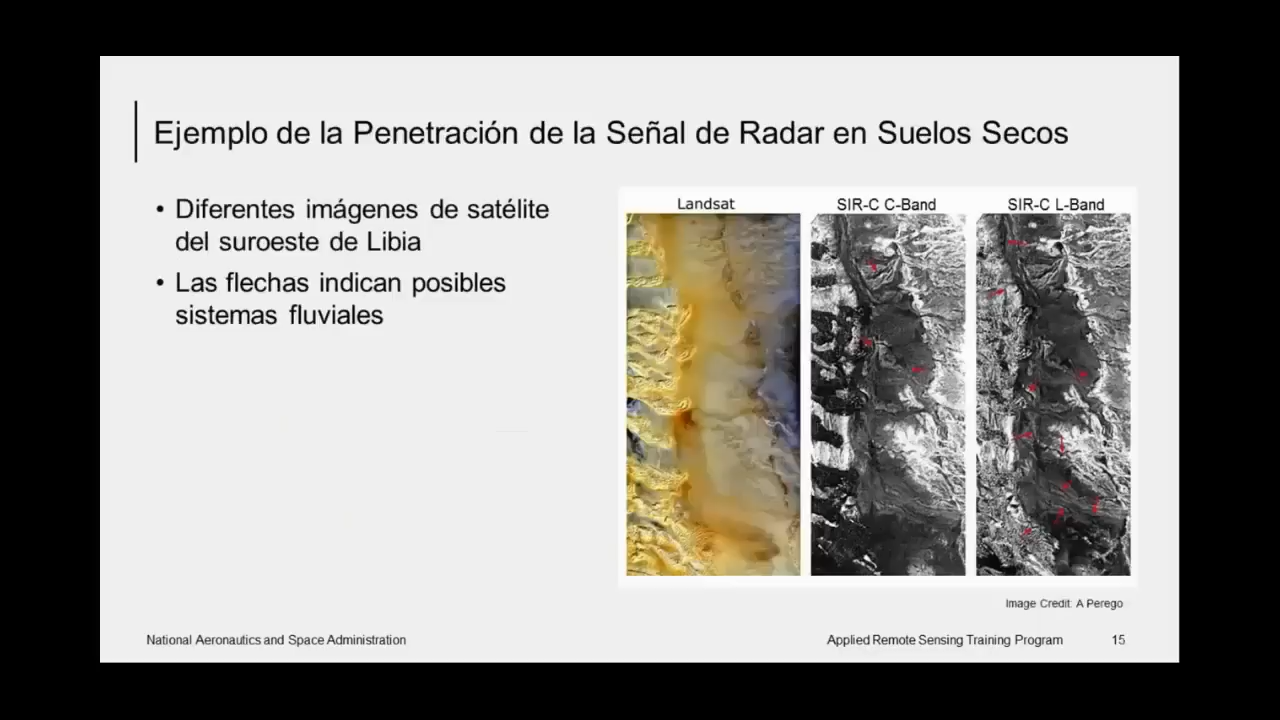 Ejemplo de la Penetración de la Señal de Radar en Suelos Secos
• Diferentes imágenes de satélite
del suroeste de Libia
• Las flechas indican posibles
sistemas fluviales
Landsat
SIR-C C-Band
SIR-C L-Band
Image Credit: A Perego
National Aeronautics and Space Administration
Applied Remote Sensing Training Program
15